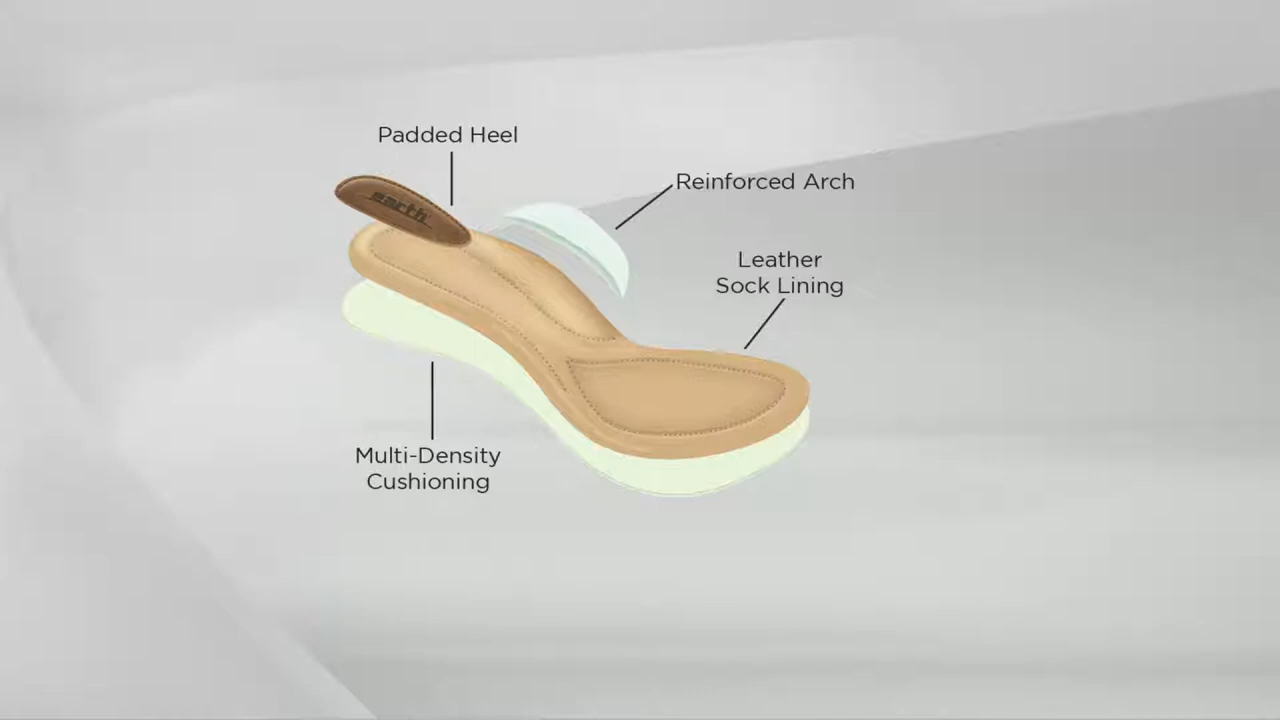 Padded Heel
earth
Reinforced Arch
Leather
Sock Lining
Multi-Density
Cushioning